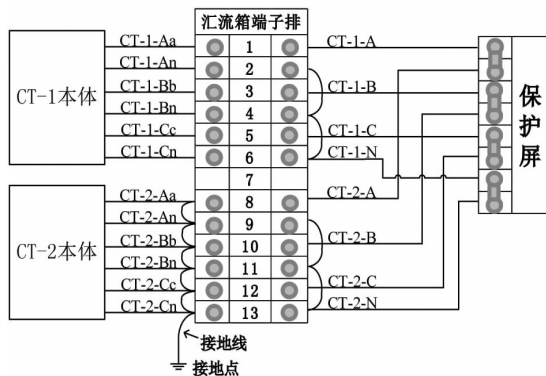 汇流箱端子排
CT-1-Aa
1
CT-1-A
CT-1-An
2
CT-1-Bb
3
CT-1-B
CT-1本体
CT-1-Bn
4
保护屏
CT-1-Cc
5
CT-1-C
CT-1-Cn
6
CT-1-N
7
CT-2-Aa
8
CT-2-A
CT-2-An
9
CT-2-Bb
10
CT-2-B
CT-2本体
CT-2-Bn
11
CT-2-Cc
12
CT-2-C
CT-2-Cn
13
CT-2-N
接地线
接地点